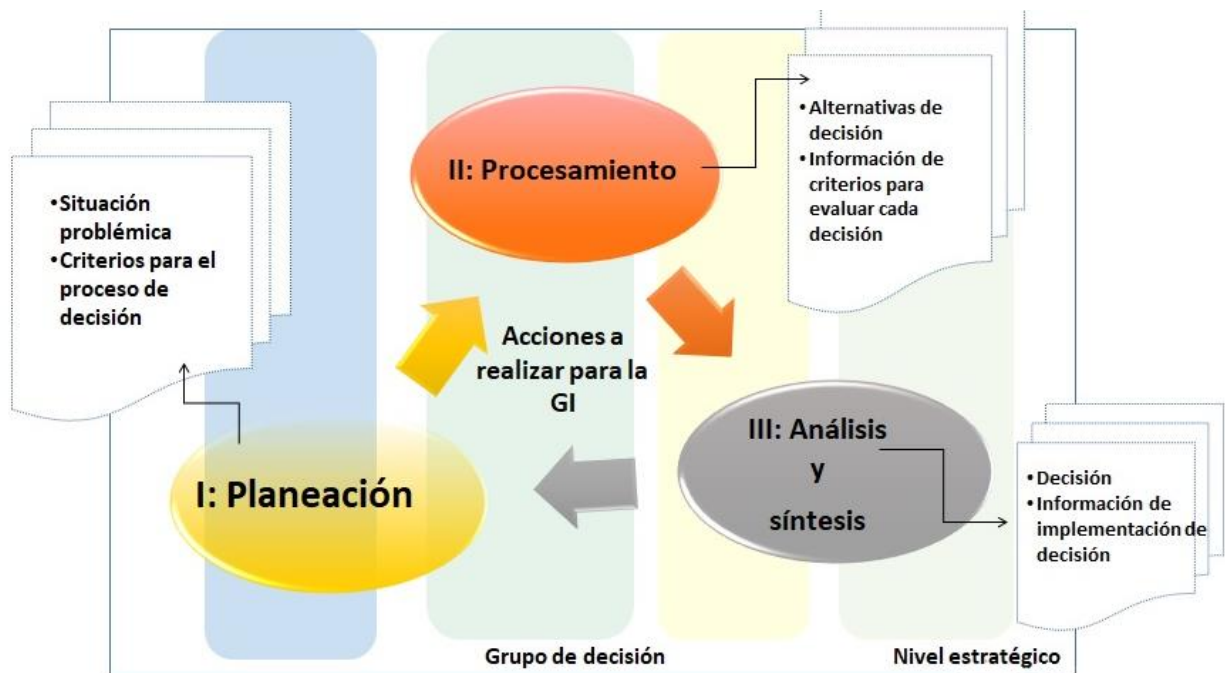 •Situación
problémica
•Criterios para el
proceso de
decisión
I: Planeación
II: Procesamiento
•Alternativas de
decisión
•Información de
criterios para
evaluar cada
decisión
Acciones a
realizar para la
GI
III: Análisis
y
síntesis
• Decisión
• Información de
implementación de
decisión
Grupo de decisión
Nivel estratégico